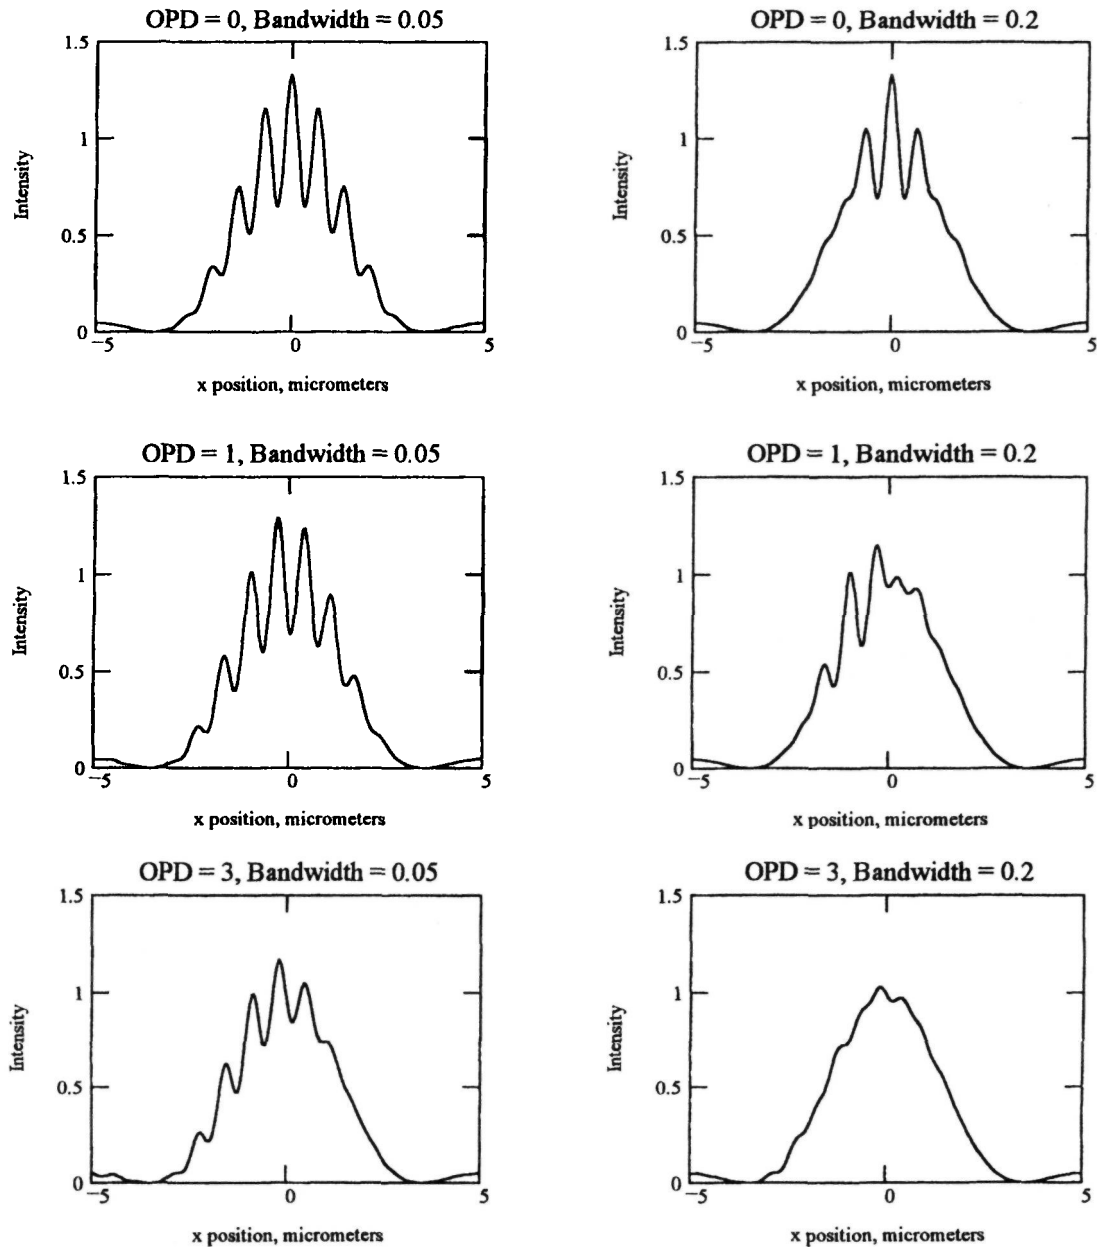 OPD = 0, Bandwidth = 0.05
1.5
1
0.5
0
Intensity
−5
0
5
x position, micrometers
OPD = 0, Bandwidth = 0.2
1.5
1
0.5
0
Intensity
−5
0
5
x position, micrometers
OPD = 1, Bandwidth = 0.05
1.5
1
0.5
0
Intensity
−5
0
5
x position, micrometers
OPD = 1, Bandwidth = 0.2
1.5
1
0.5
0
Intensity
−5
0
5
x position, micrometers
OPD = 3, Bandwidth = 0.05
1.5
1
0.5
0
Intensity
−5
0
5
x position, micrometers
OPD = 3, Bandwidth = 0.2
1.5
1
0.5
0
Intensity
−5
0
5
x position, micrometers